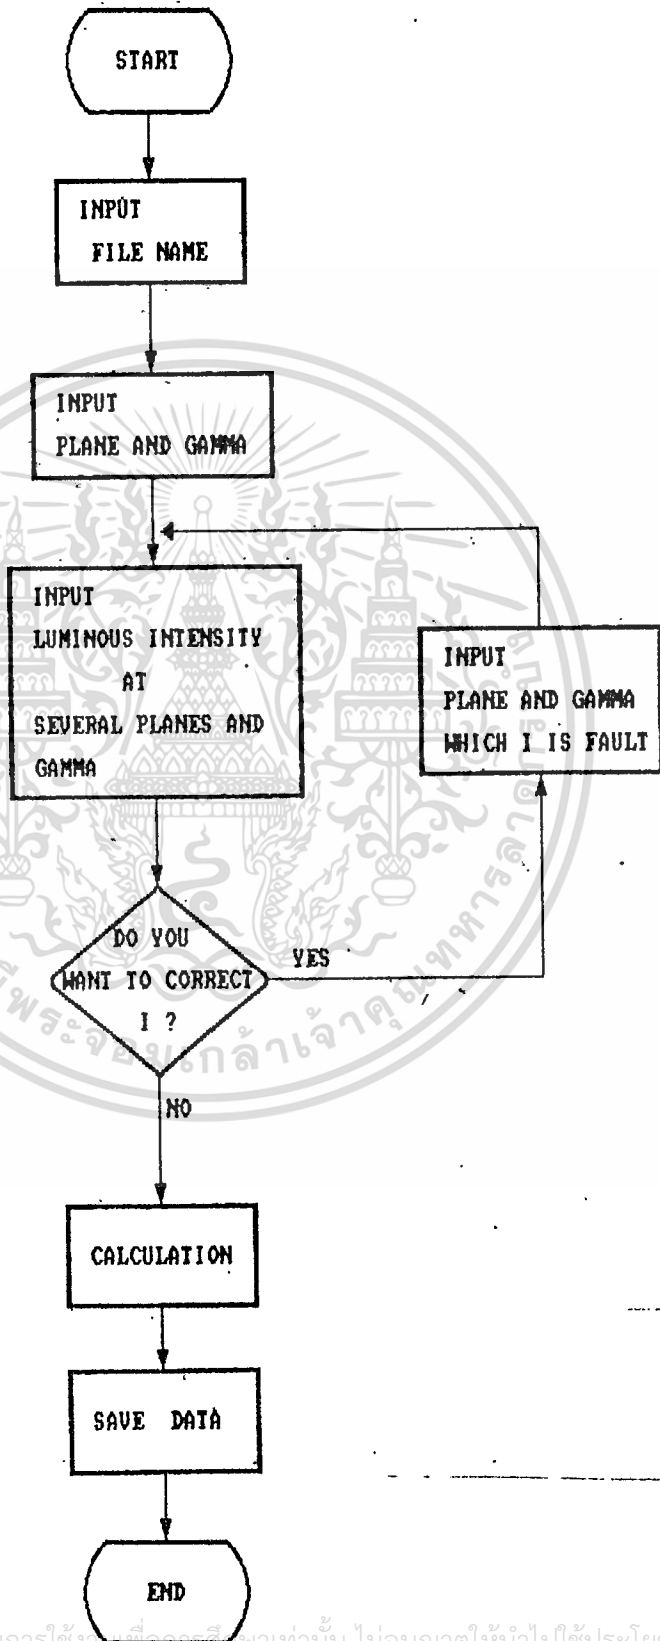 START
INPUT
FILE NAME
INPUT
PLANE AND GAMMA
INPUT
LUMINOUS INTENSITY
AT
SEVERAL PLANES AND
GAMMA
INPUT
PLANE AND GAMMA
WHICH I IS FAULT
DO YOU
WANT TO CORRECT
I ?
YES
NO
CALCULATION
SAVE DATA
END